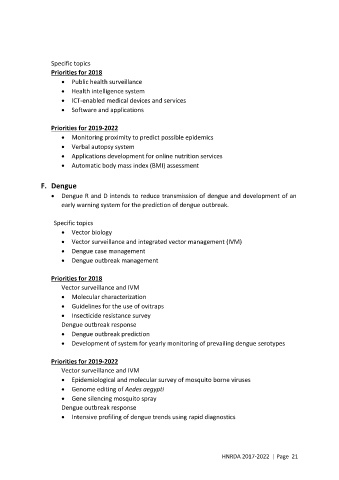 Specific topics
Priorities for 2018
• Public health surveillance
• Health intelligence system
• ICT-enabled medical devices and services
• Software and applications
Priorities for 2019-2022
• Monitoring proximity to predict possible epidemics
• Verbal autopsy system
• Applications development for online nutrition services
• Automatic body mass index (BMI) assessment
F. Dengue
• Dengue R and D intends to reduce transmission of dengue and development of an
early warning system for the prediction of dengue outbreak.
Specific topics
• Vector biology
• Vector surveillance and integrated vector management (IVM)
• Dengue case management
• Dengue outbreak management
Priorities for 2018
Vector surveillance and IVM
• Molecular characterization
• Guidelines for the use of ovitraps
• Insecticide resistance survey
Dengue outbreak response
• Dengue outbreak prediction
• Development of system for yearly monitoring of prevailing dengue serotypes
Priorities for 2019-2022
Vector surveillance and IVM
• Epidemiological and molecular survey of mosquito borne viruses
• Genome editing of Aedes aegypti
• Gene silencing mosquito spray
Dengue outbreak response
• Intensive profiling of dengue trends using rapid diagnostics
HNRDA 2017-2022 | Page 21